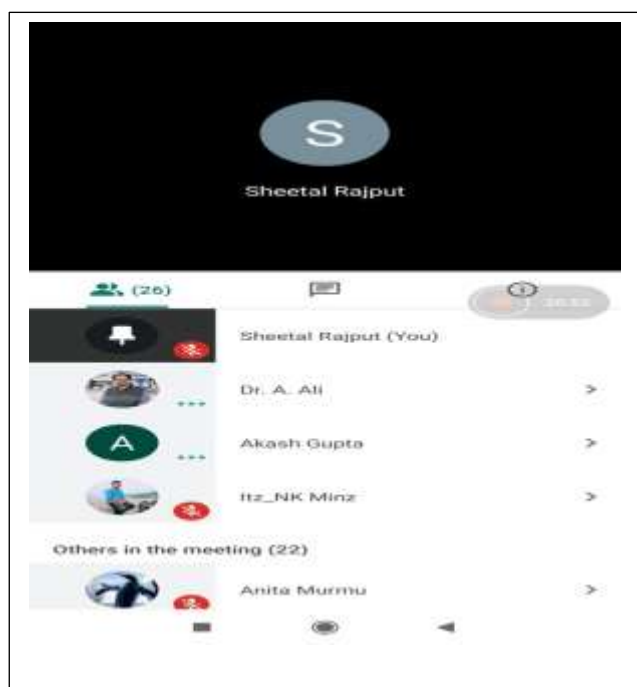 S
Sheetal Rajput
(26)
Sheetal Rajput (You)
Dr. A. Ali
A
Akash Gupta
Itz_NK Minz
Others in the meeting (22)
Anita Murmu